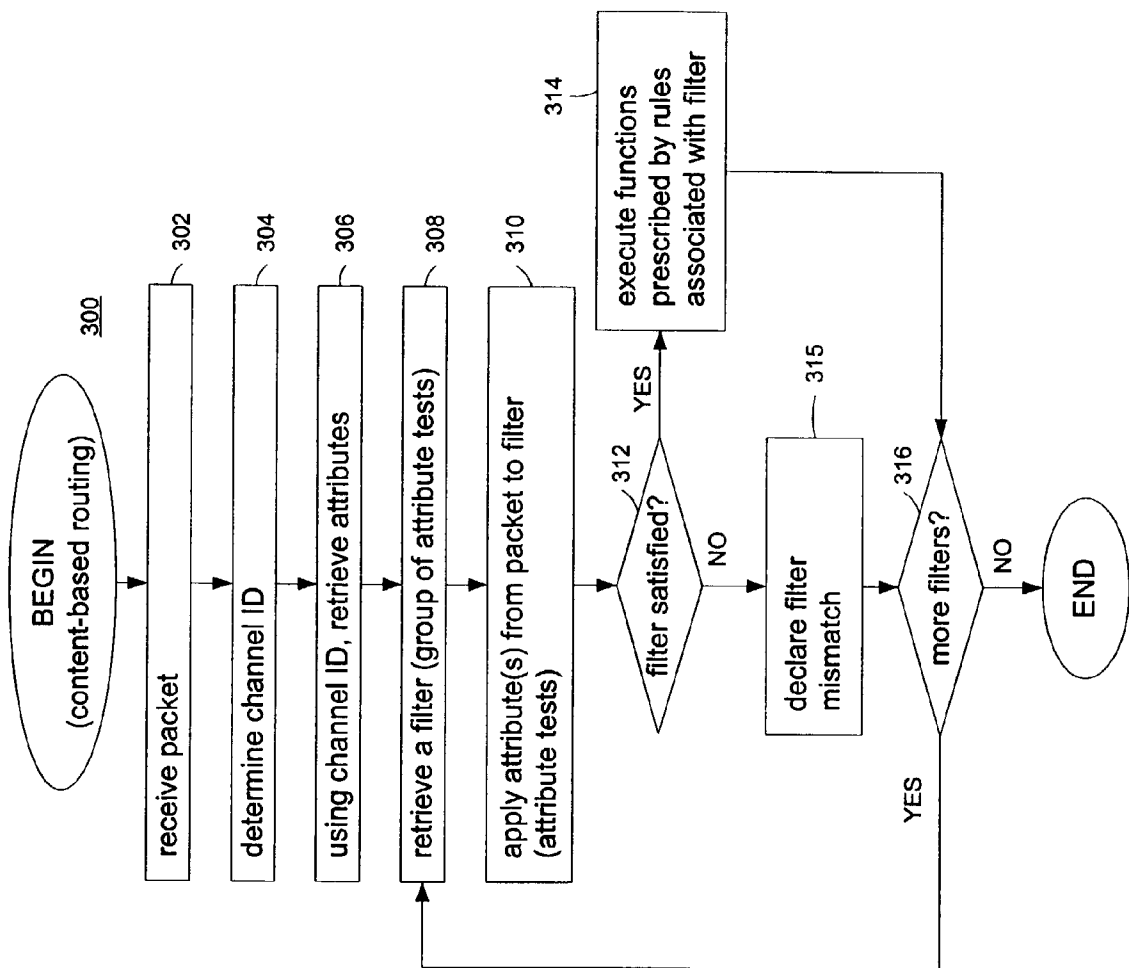 BEGIN
(content-based routing)
300
receive packet
302
determine channel ID
304
using channel ID, retrieve attributes
306
retrieve a filter (group of attribute tests)
308
apply attribute(s) from packet to filter
(attribute tests)
310
filter satisfied?
312
YES
NO
execute functions
prescribed by rules
associated with filter
314
declare filter
mismatch
315
more filters?
316
YES
NO
END